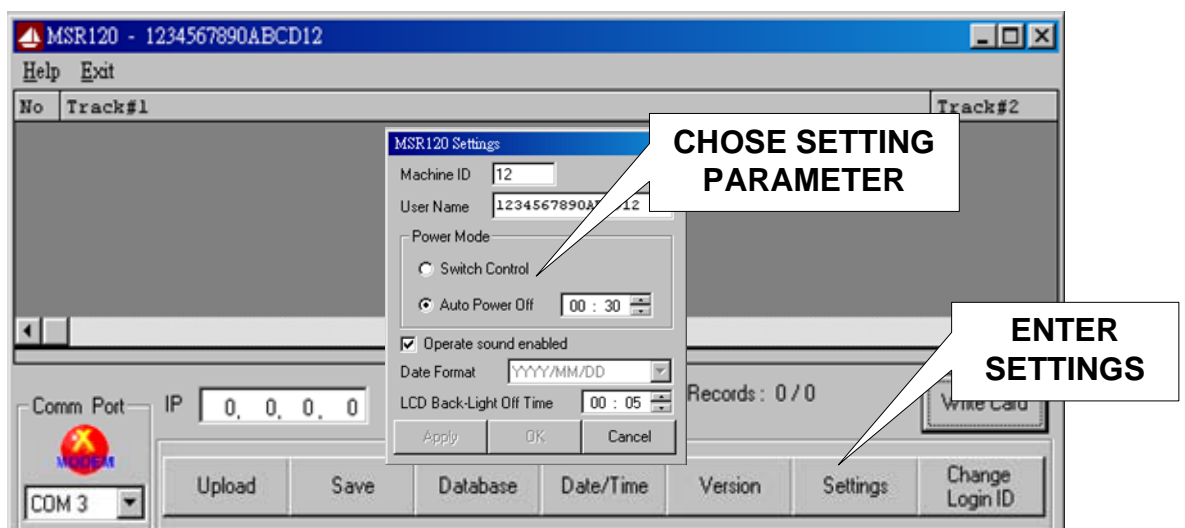 MSR120 - 1234567890ABCD12
Help Exit
No Track#1 Track#2
MSR120 Settings
CHOSE SETTING
PARAMETER
Machine ID 12
User Name 1234567890AB 12
Power Mode
Switch Control
Auto Power Off 00 : 30
Operate sound enabled
Date Format YYYY/MM/DD
LCD Back-Light Off Time 00 : 05
Apply OK Cancel
ENTER
SETTINGS
Comm Port IP 0. 0. 0. 0 Records : 0 / 0 Write Card
MODEM
COM 3
Upload Save Database Date/Time Version Settings Change
Login ID